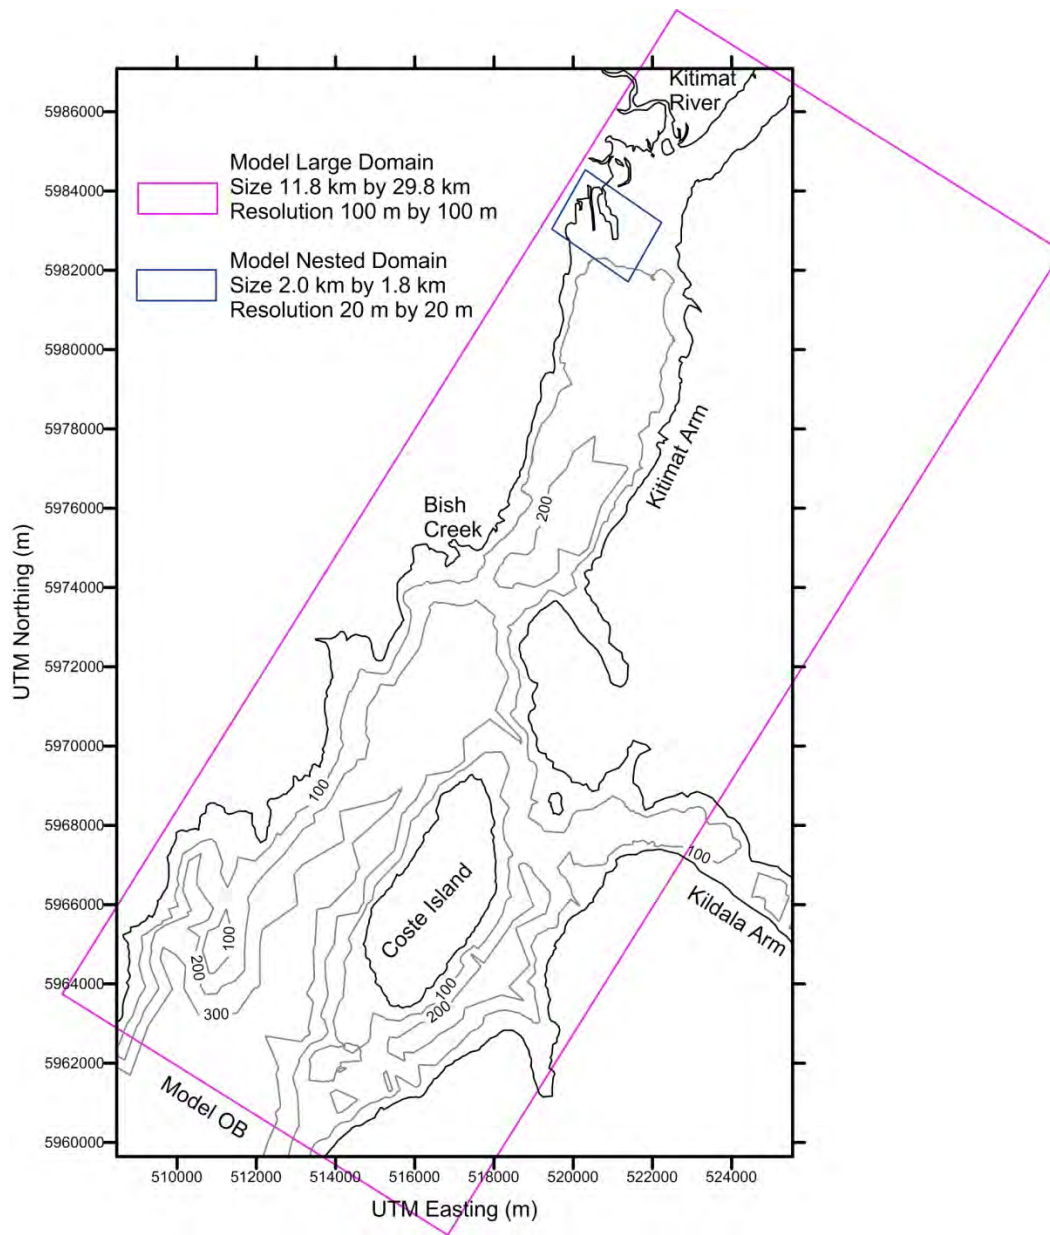 Kitimat
River
5986000
Model Large Domain
Size 11.8 km by 29.8 km
Resolution 100 m by 100 m
5984000
Model Nested Domain
Size 2.0 km by 1.8 km
Resolution 20 m by 20 m
5982000
5980000
5978000
Kitimat Arm
5976000
Bish
Creek
200
5974000
UTM Northing (m)
5972000
5970000
100
5968000
100
Coste Island
Kildala Arm
5966000
100
200
5964000
100
200
300
5962000
Model OB
5960000
510000
512000
514000
516000
518000
520000
522000
524000
UTM Easting (m)